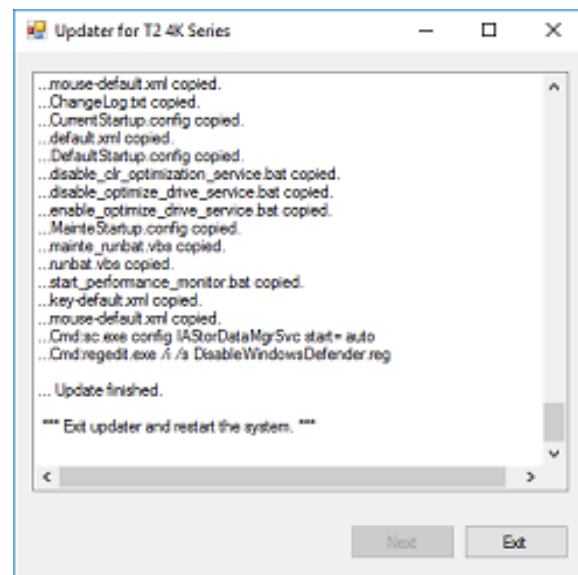 Updater for T2 4K Series
...mouse-default.xml copied.
...ChangeLog.txt copied.
...CurrentStartup.config copied.
...default.xml copied.
...DefaultStartup.config copied.
...disable_clr_optimization_service.bat copied.
...disable_optimize_drive_service.bat copied.
...enable_optimize_drive_service.bat copied.
...MainteStartup.config copied.
...mainte_runbat.vbs copied.
...runbat.vbs copied.
...start_performance_monitor.bat copied.
...key-default.xml copied.
...mouse-default.xml copied.
...Cmd:sc.exe config IAStorDataMgrSvc start= auto
...Cmd:regedit.exe /i /s DisableWindowsDefender.reg
... Update finished.
*** Exit updater and restart the system. ***
Next
Exit